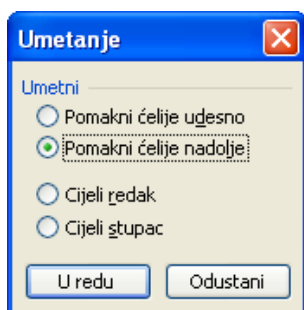 Umetanje
Umetni
Pomakni ćelije udesno
Pomakni ćelije nadolje
Cijeli redak
Cijeli stupac
U redu Odustani